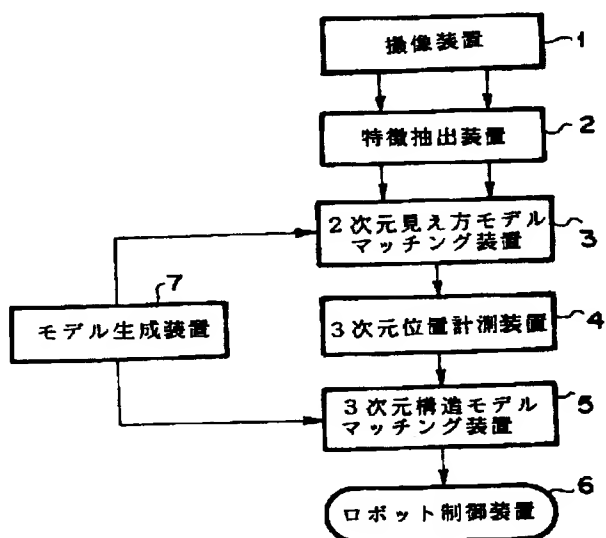 撮像装置
1
特徴抽出装置
2
2次元見え方モデル
マッチング装置
3
7
モデル生成装置
3次元位置計測装置
4
3次元構造モデル
マッチング装置
5
ロボット制御装置
6